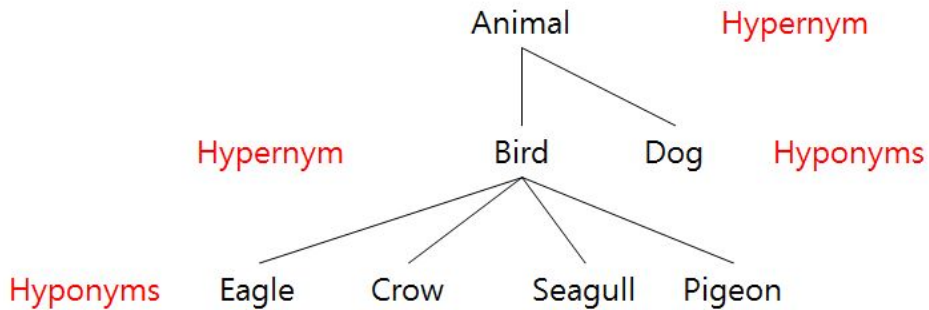 Animal Hypernym
Hypernym Bird Dog Hyponyms
Hyponyms Eagle Crow Seagull Pigeon